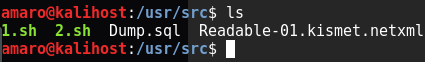 amaro@kalihost:/usr/src$ ls
1.sh 2.sh Dump.sql Readable-01.kismet.netxml
amaro@kalihost:/usr/src$